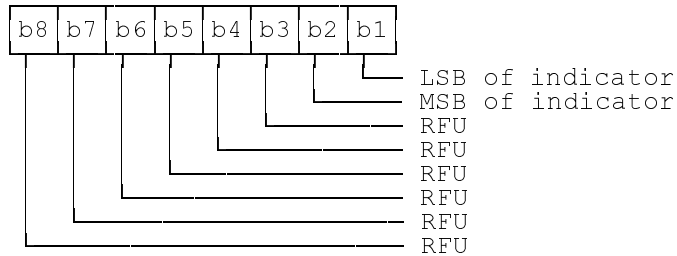 b8 b7 b6 b5 b4 b3 b2 b1
LSB of indicator
MSB of indicator
RFU
RFU
RFU
RFU
RFU
RFU